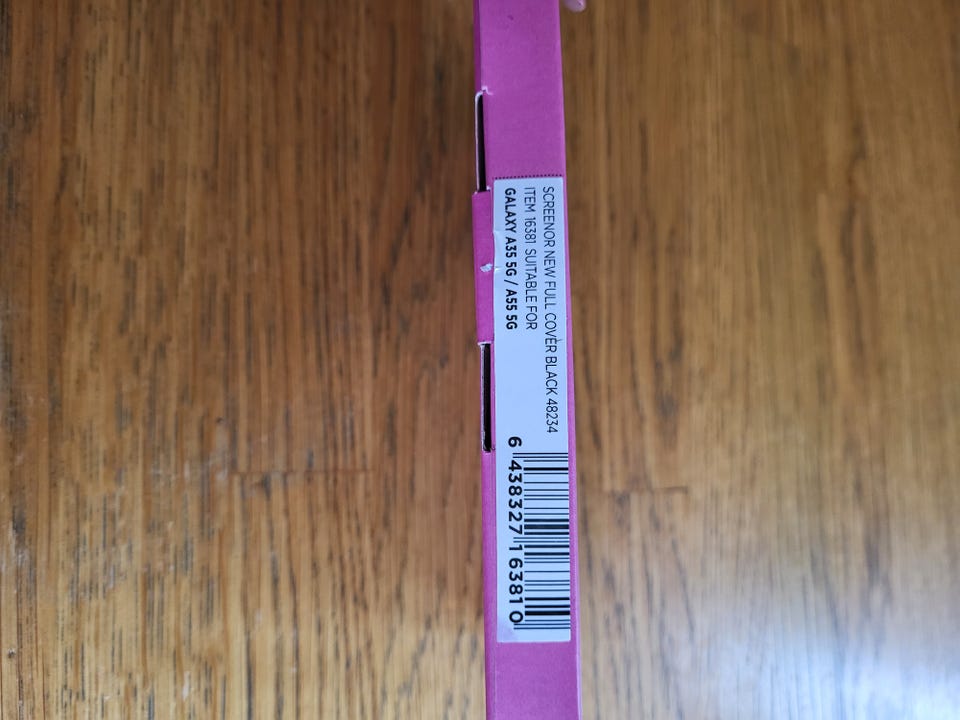 SCREENOR NEW FULL COVER BLACK 48234
ITEM 16381 SUITABLE FOR
GALAXY A35 5G / A55 5G
6 438327 163810